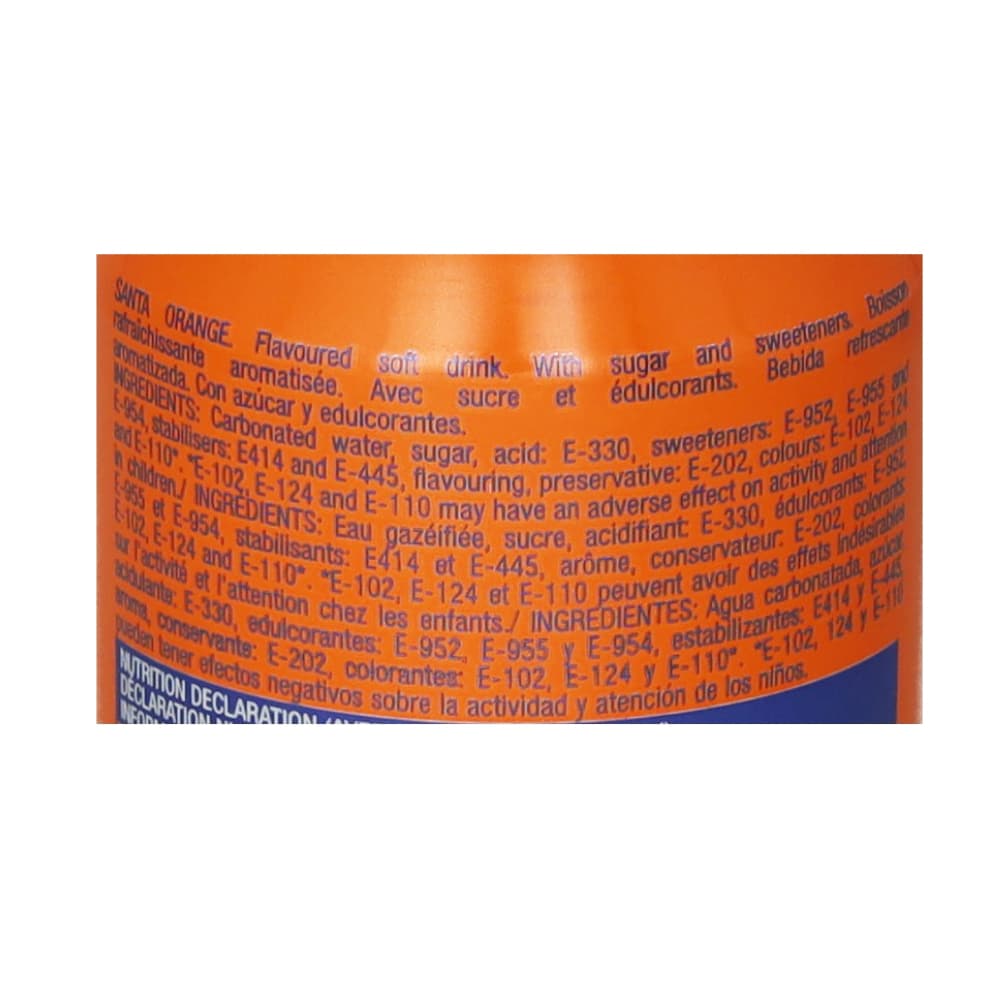 SANTA ORANGE. Flavoured soft drink. With sugar and sweeteners. Boisson
rafraichissante aromatisée. Avec sucre et édulcorants. Bebida refrescante
aromatizada. Con azúcar y edulcorantes.
INGREDIENTS: Carbonated water, sugar, acid: E-330, sweeteners: E-952, E-955 and
E-954, stabilisers: E414 and E-445, flavouring, preservative: E-202, colours: E-102, E-124
and E-110*. *E-102, E-124 and E-110 may have an adverse effect on activity and attention
in children./ INGRÉDIENTS: Eau gazéifiée, sucre, acidifiant: E-330, édulcorants: E-952,
E-955 et E-954, stabilisants: E414 et E-445, arôme, conservateur: E-202, colorants:
E-102, E-124 and E-110*. *E-102, E-124 et E-110 peuvent avoir des effets indésirables
sur l'activité et l'attention chez les enfants./ INGREDIENTES: Agua carbonatada, azúcar,
acidulante: E-330, edulcorantes: E-952, E-955 y E-954, estabilizantes: E414 y E-445,
aroma, conservante: E-202, colorantes: E-102, E-124 y E-110*. *E-102, 124 y E-110
pueden tener efectos negativos sobre la actividad y atención de los niños.
NUTRITION DECLARATION
DÉCLARATION